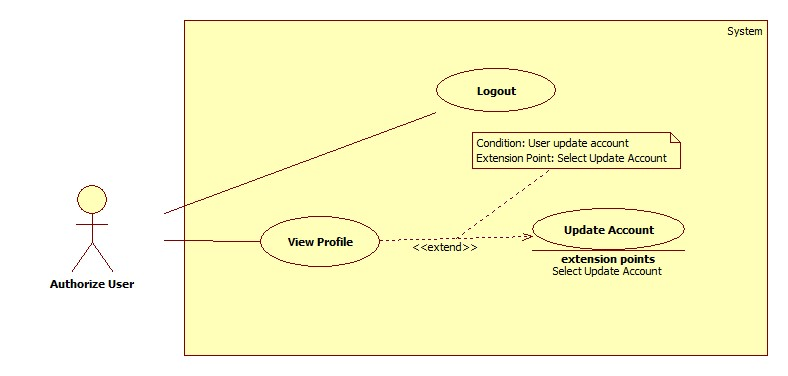 System
Logout
Condition: User update account
Extension Point: Select Update Account
View Profile
<<extend>>
Update Account
extension points
Select Update Account
Authorize User